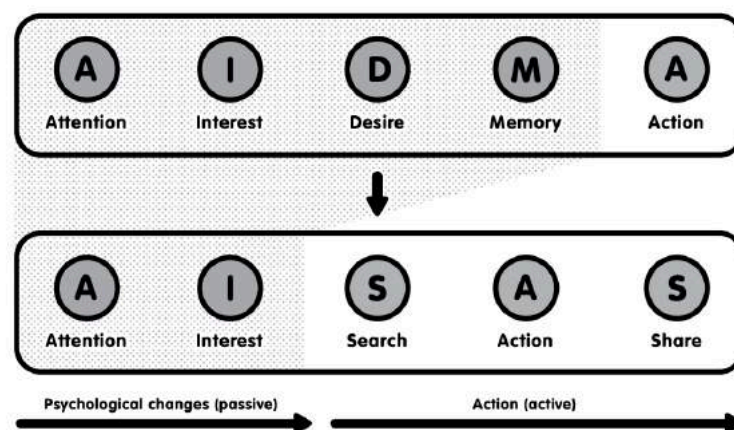 A I D M A
Attention Interest Desire Memory Action
A I S A S
Attention Interest Search Action Share
Psychological changes (passive) Action (active)